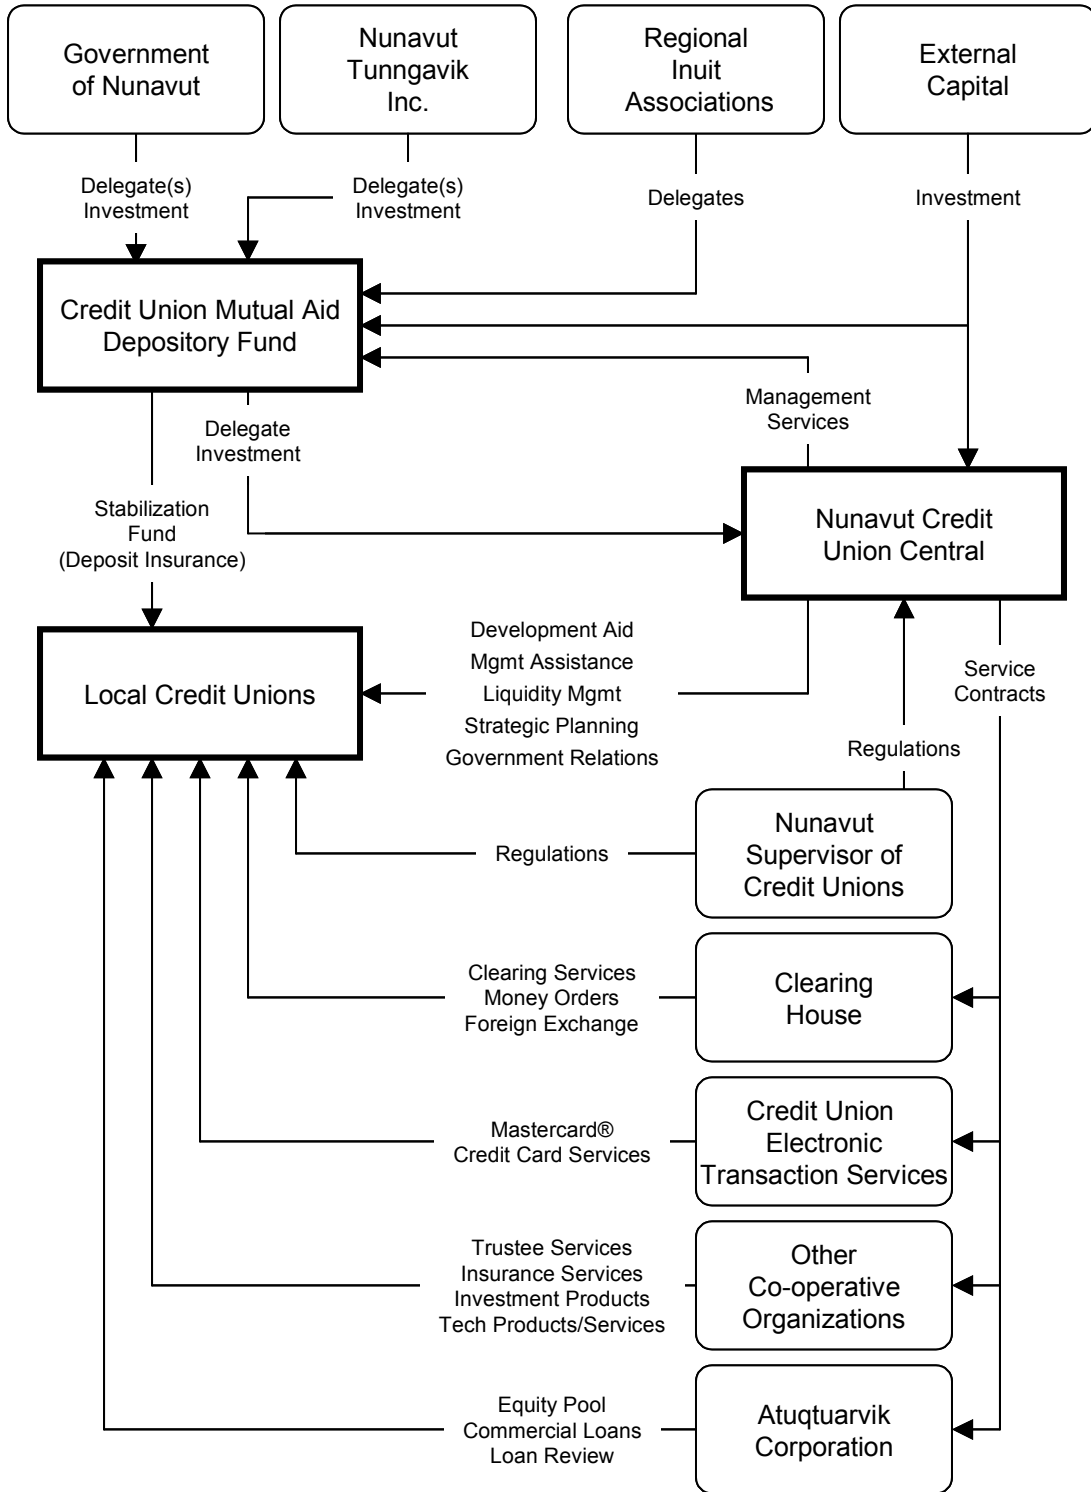 Government
of Nunavut
Nunavut
Tunngavik
Inc.
Regional
Inuit
Associations
External
Capital
Delegate(s)
Investment
Delegate(s)
Investment
Delegates
Investment
Credit Union Mutual Aid
Depository Fund
Management
Services
Delegate
Investment
Stabilization
Fund
(Deposit Insurance)
Nunavut Credit
Union Central
Local Credit Unions
Development Aid
Mgmt Assistance
Liquidity Mgmt
Strategic Planning
Government Relations
Service
Contracts
Regulations
Regulations
Nunavut
Supervisor of
Credit Unions
Clearing Services
Money Orders
Foreign Exchange
Clearing
House
Mastercard®
Credit Card Services
Credit Union
Electronic
Transaction Services
Trustee Services
Insurance Services
Investment Products
Tech Products/Services
Other
Co-operative
Organizations
Equity Pool
Commercial Loans
Loan Review
Atuqtuarvik
Corporation